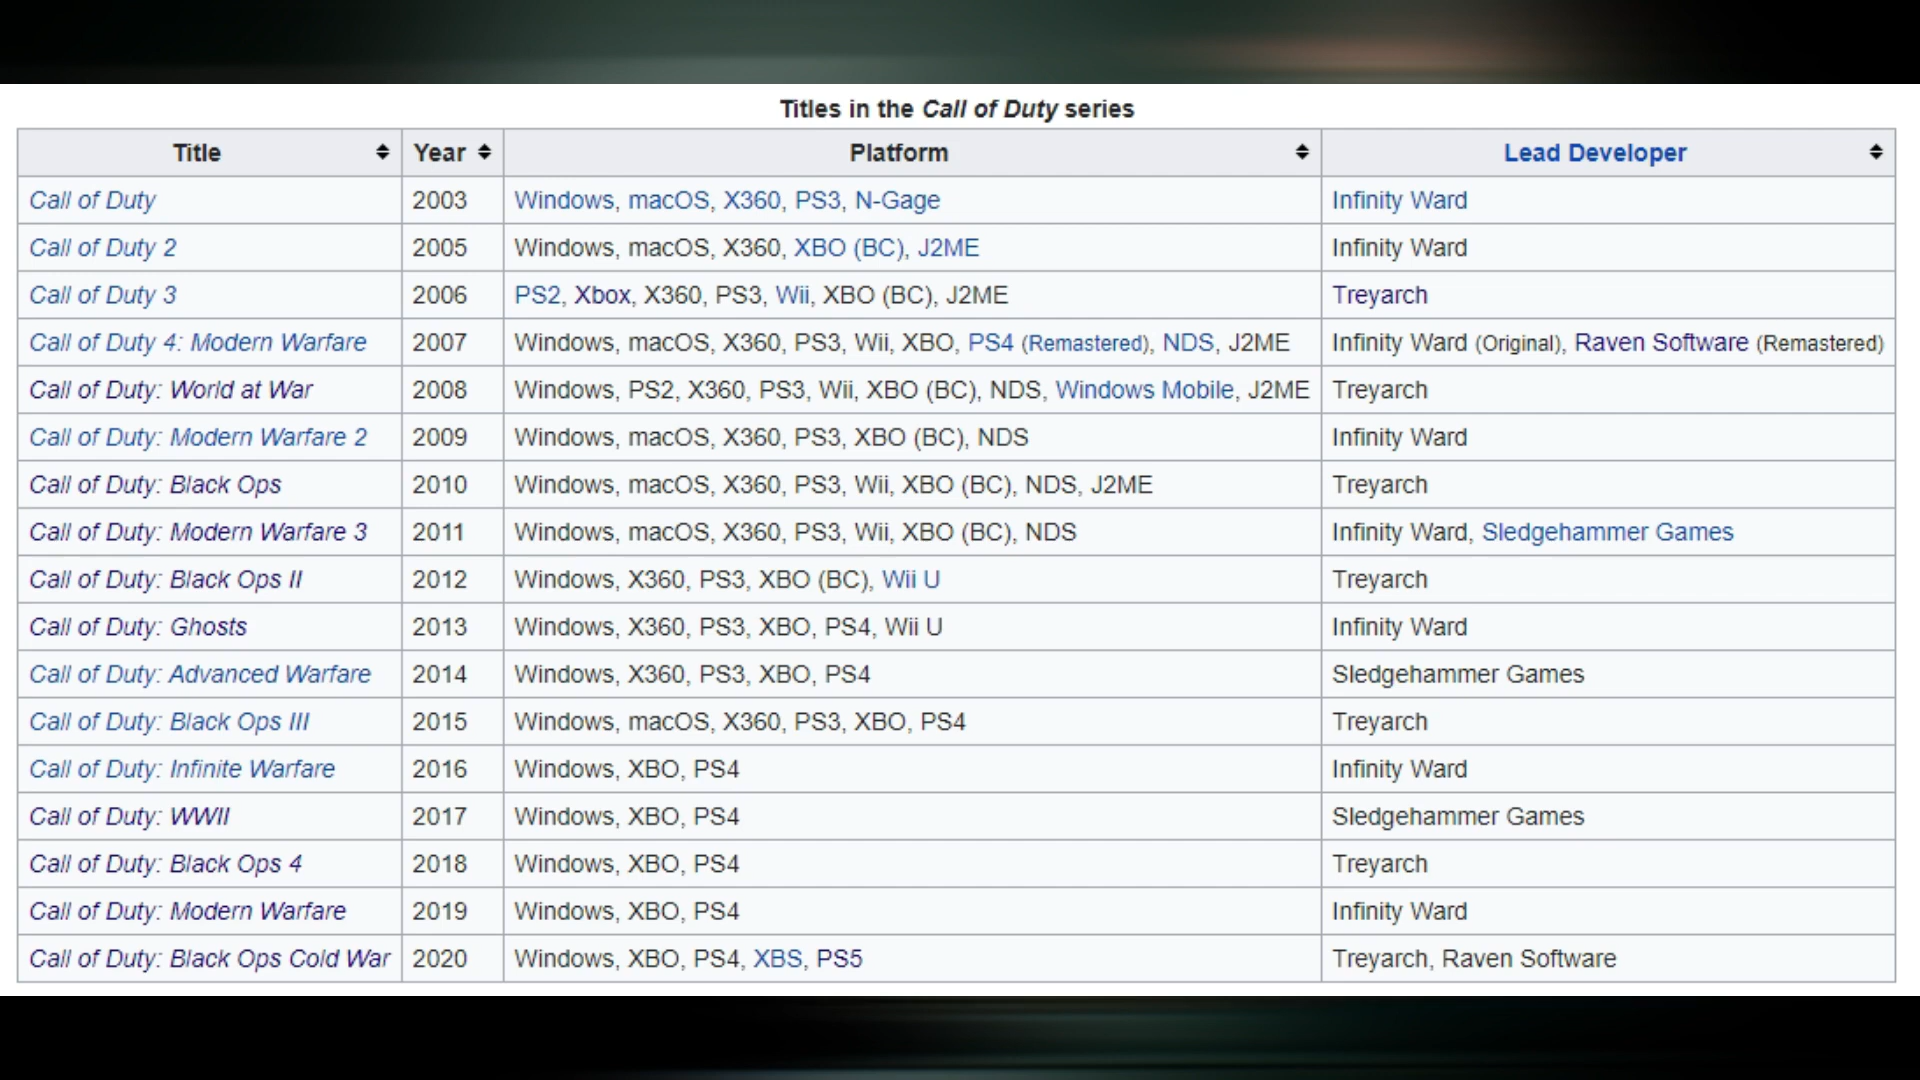 Titles in the Call of Duty series
Title Year Platform Lead Developer
Call of Duty 2003 Windows, macOS, X360, PS3, N-Gage Infinity Ward
Call of Duty 2 2005 Windows, macOS, X360, XBO (BC), J2ME Infinity Ward
Call of Duty 3 2006 PS2, Xbox, X360, PS3, Wii, XBO (BC), J2ME Treyarch
Call of Duty 4: Modern Warfare 2007 Windows, macOS, X360, PS3, Wii, XBO, PS4 (Remastered), NDS, J2ME Infinity Ward (Original), Raven Software (Remastered)
Call of Duty: World at War 2008 Windows, PS2, X360, PS3, Wii, XBO (BC), NDS, Windows Mobile, J2ME Treyarch
Call of Duty: Modern Warfare 2 2009 Windows, macOS, X360, PS3, XBO (BC), NDS Infinity Ward
Call of Duty: Black Ops 2010 Windows, macOS, X360, PS3, Wii, XBO (BC), NDS, J2ME Treyarch
Call of Duty: Modern Warfare 3 2011 Windows, macOS, X360, PS3, Wii, XBO (BC), NDS Infinity Ward, Sledgehammer Games
Call of Duty: Black Ops II 2012 Windows, X360, PS3, XBO (BC), Wii U Treyarch
Call of Duty: Ghosts 2013 Windows, X360, PS3, XBO, PS4, Wii U Infinity Ward
Call of Duty: Advanced Warfare 2014 Windows, X360, PS3, XBO, PS4 Sledgehammer Games
Call of Duty: Black Ops III 2015 Windows, macOS, X360, PS3, XBO, PS4 Treyarch
Call of Duty: Infinite Warfare 2016 Windows, XBO, PS4 Infinity Ward
Call of Duty: WWII 2017 Windows, XBO, PS4 Sledgehammer Games
Call of Duty: Black Ops 4 2018 Windows, XBO, PS4 Treyarch
Call of Duty: Modern Warfare 2019 Windows, XBO, PS4 Infinity Ward
Call of Duty: Black Ops Cold War 2020 Windows, XBO, PS4, XBS, PS5 Treyarch, Raven Software